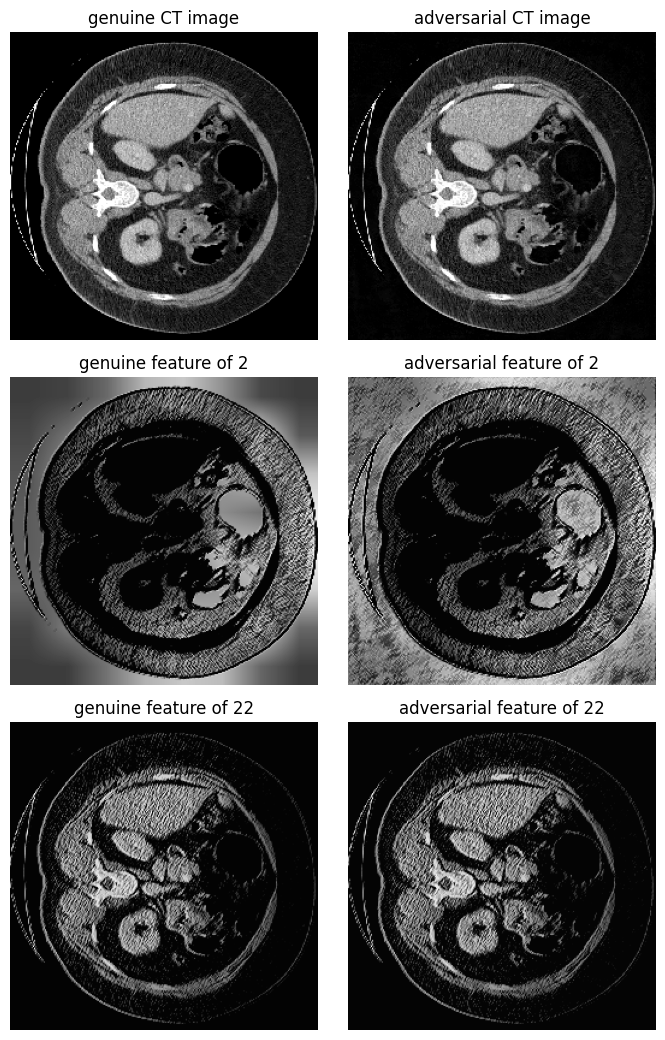 genuine CT image
adversarial CT image
genuine feature of 2
adversarial feature of 2
genuine feature of 22
adversarial feature of 22